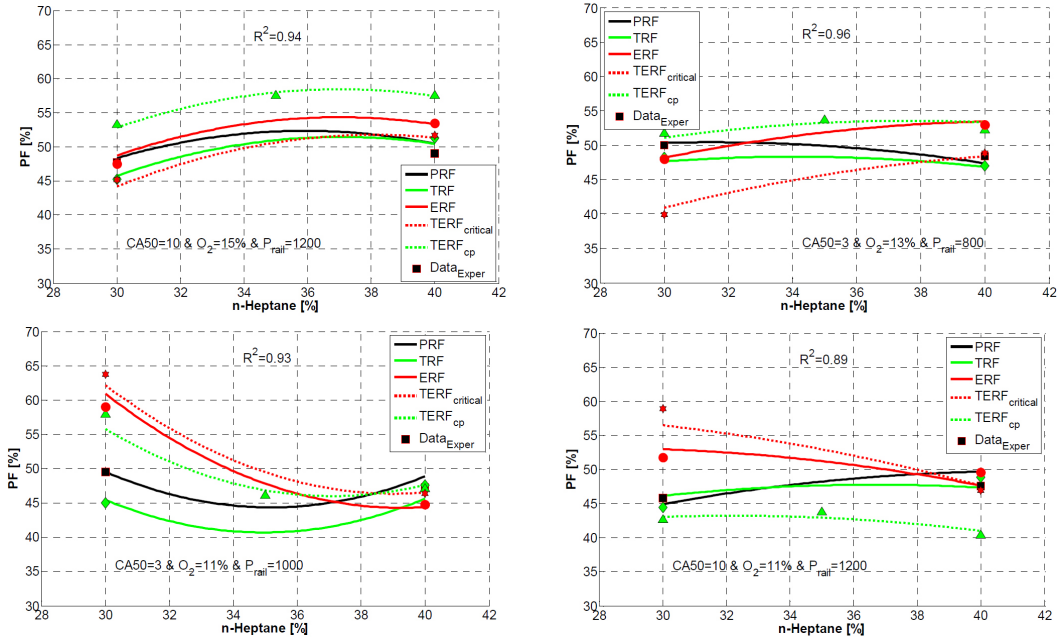 70
65
60
55
50
45
40
35
30
PF [%]
R2=0.94
CA50=10 & O2=15% & Prail=1200
PRF
TRF
ERF
TERFcritical
TERFcp
DataExper
28 30 32 34 36 38 40 42
n-Heptane [%]
70
65
60
55
50
45
40
35
30
PF [%]
R2=0.96
PRF
TRF
ERF
TERFcritical
TERFcp
DataExper
CA50=3 & O2=13% & Prail=800
28 30 32 34 36 38 40 42
n-Heptane [%]
70
65
60
55
50
45
40
35
30
PF [%]
R2=0.93
PRF
TRF
ERF
TERFcritical
TERFcp
DataExper
CA50=3 & O2=11% & Prail=1000
28 30 32 34 36 38 40 42
n-Heptane [%]
70
65
60
55
50
45
40
35
30
PF [%]
R2=0.89
PRF
TRF
ERF
TERFcritical
TERFcp
DataExper
CA50=10 & O2=11% & Prail=1200
28 30 32 34 36 38 40 42
n-Heptane [%]